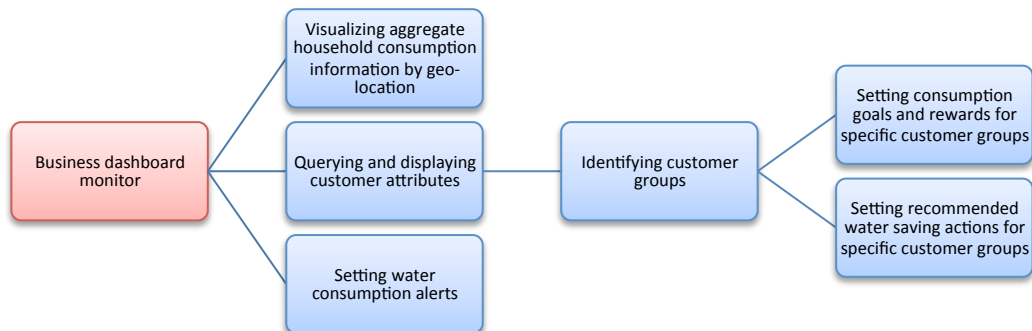 Visualizing aggregate
household consumption
information by geo-
location
Business dashboard
monitor
Querying and displaying
customer attributes
Setting water
consumption alerts
Identifying customer
groups
Setting consumption
goals and rewards for
specific customer groups
Setting recommended
water saving actions for
specific customer groups